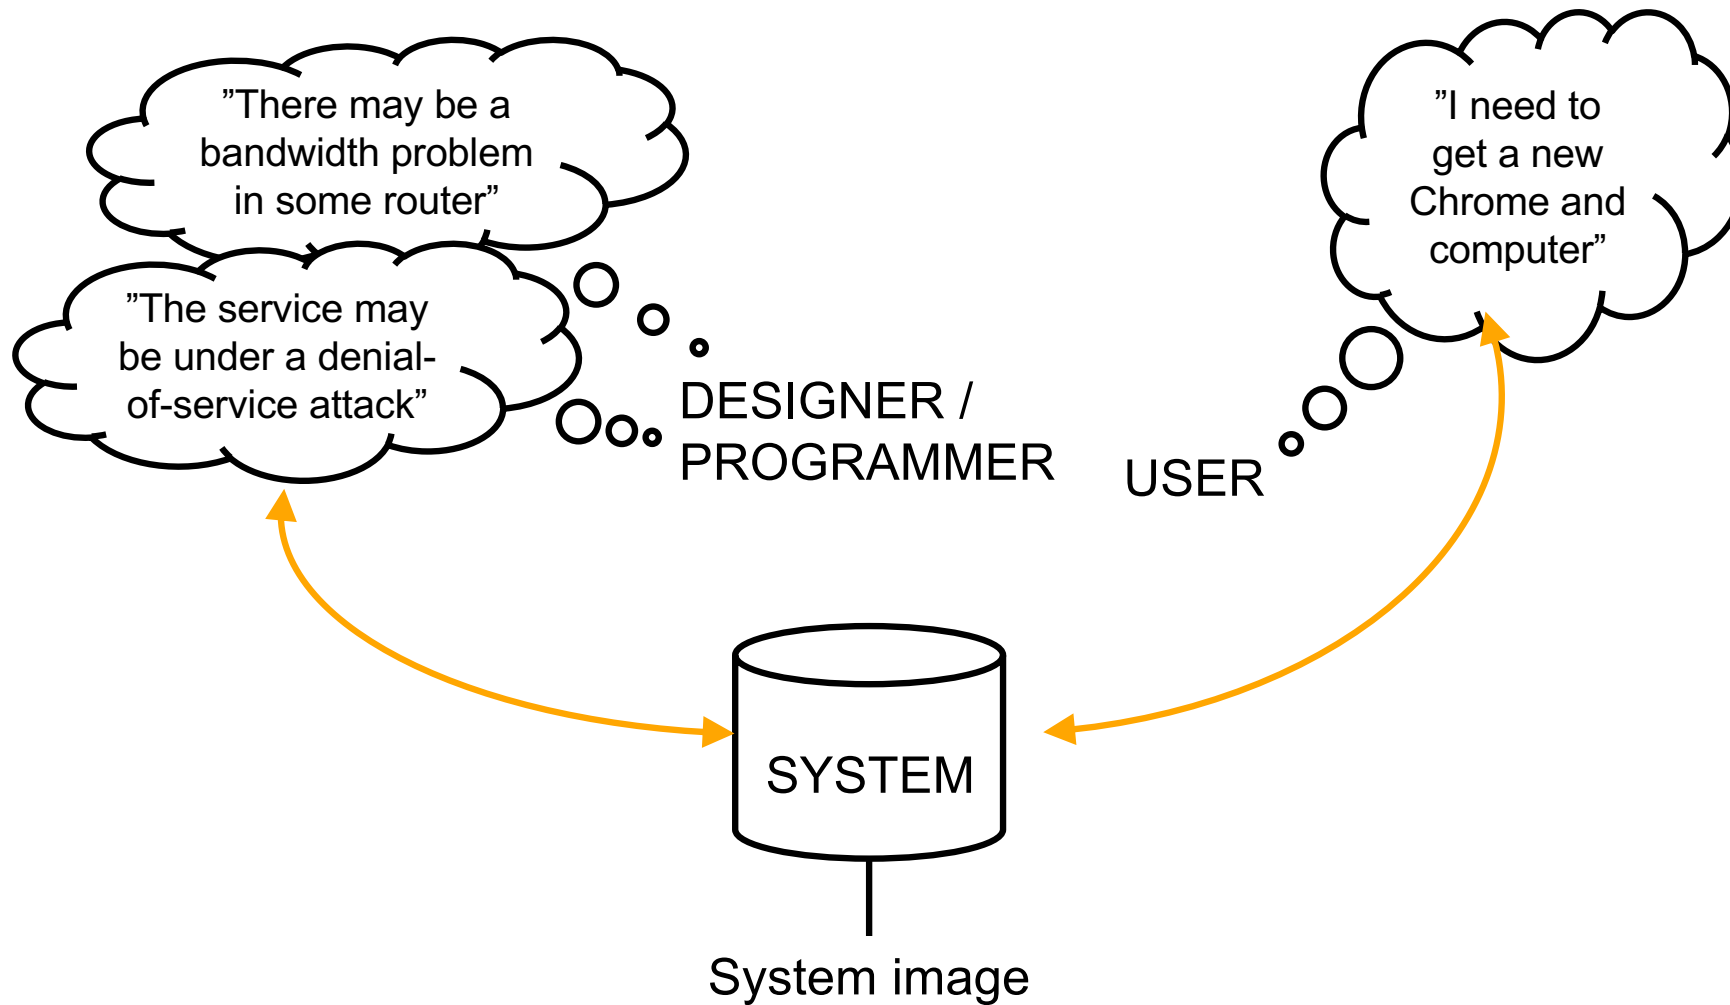 ”There may be a
bandwidth problem
in some router”
”The service may
be under a denial-
of-service attack”
DESIGNER /
PROGRAMMER
”I need to
get a new
Chrome and
computer”
USER
SYSTEM
System image